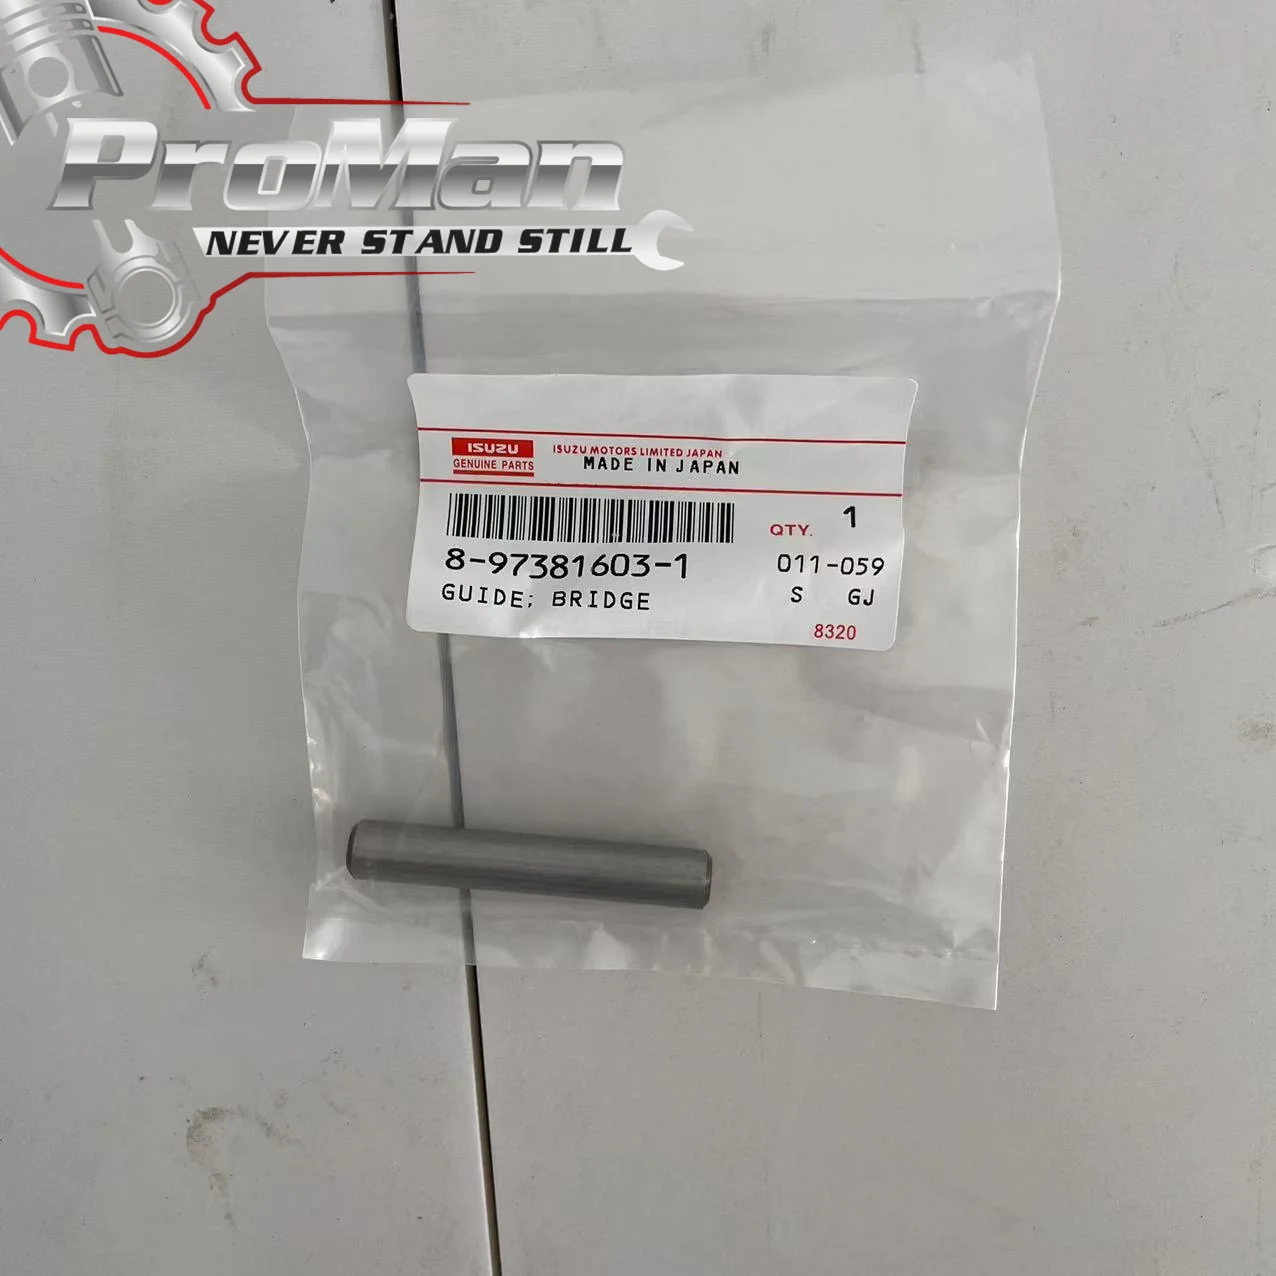 ProMan
NEVER STAND STILL
ISUZU
GENUINE PARTS
ISUZU MOTORS LIMITED JAPAN
MADE IN JAPAN
QTY. 1
8-97381603-1
011-059
GUIDE; BRIDGE
S GJ
8320